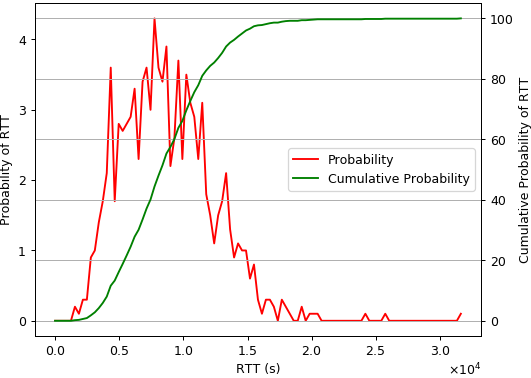 Probability of RTT
4
3
2
1
0
100
80
60
40
20
0
Cumulative Probability of RTT
Probability
Cumulative Probability
0.0 0.5 1.0 1.5 2.0 2.5 3.0
RTT (s)
×10⁴